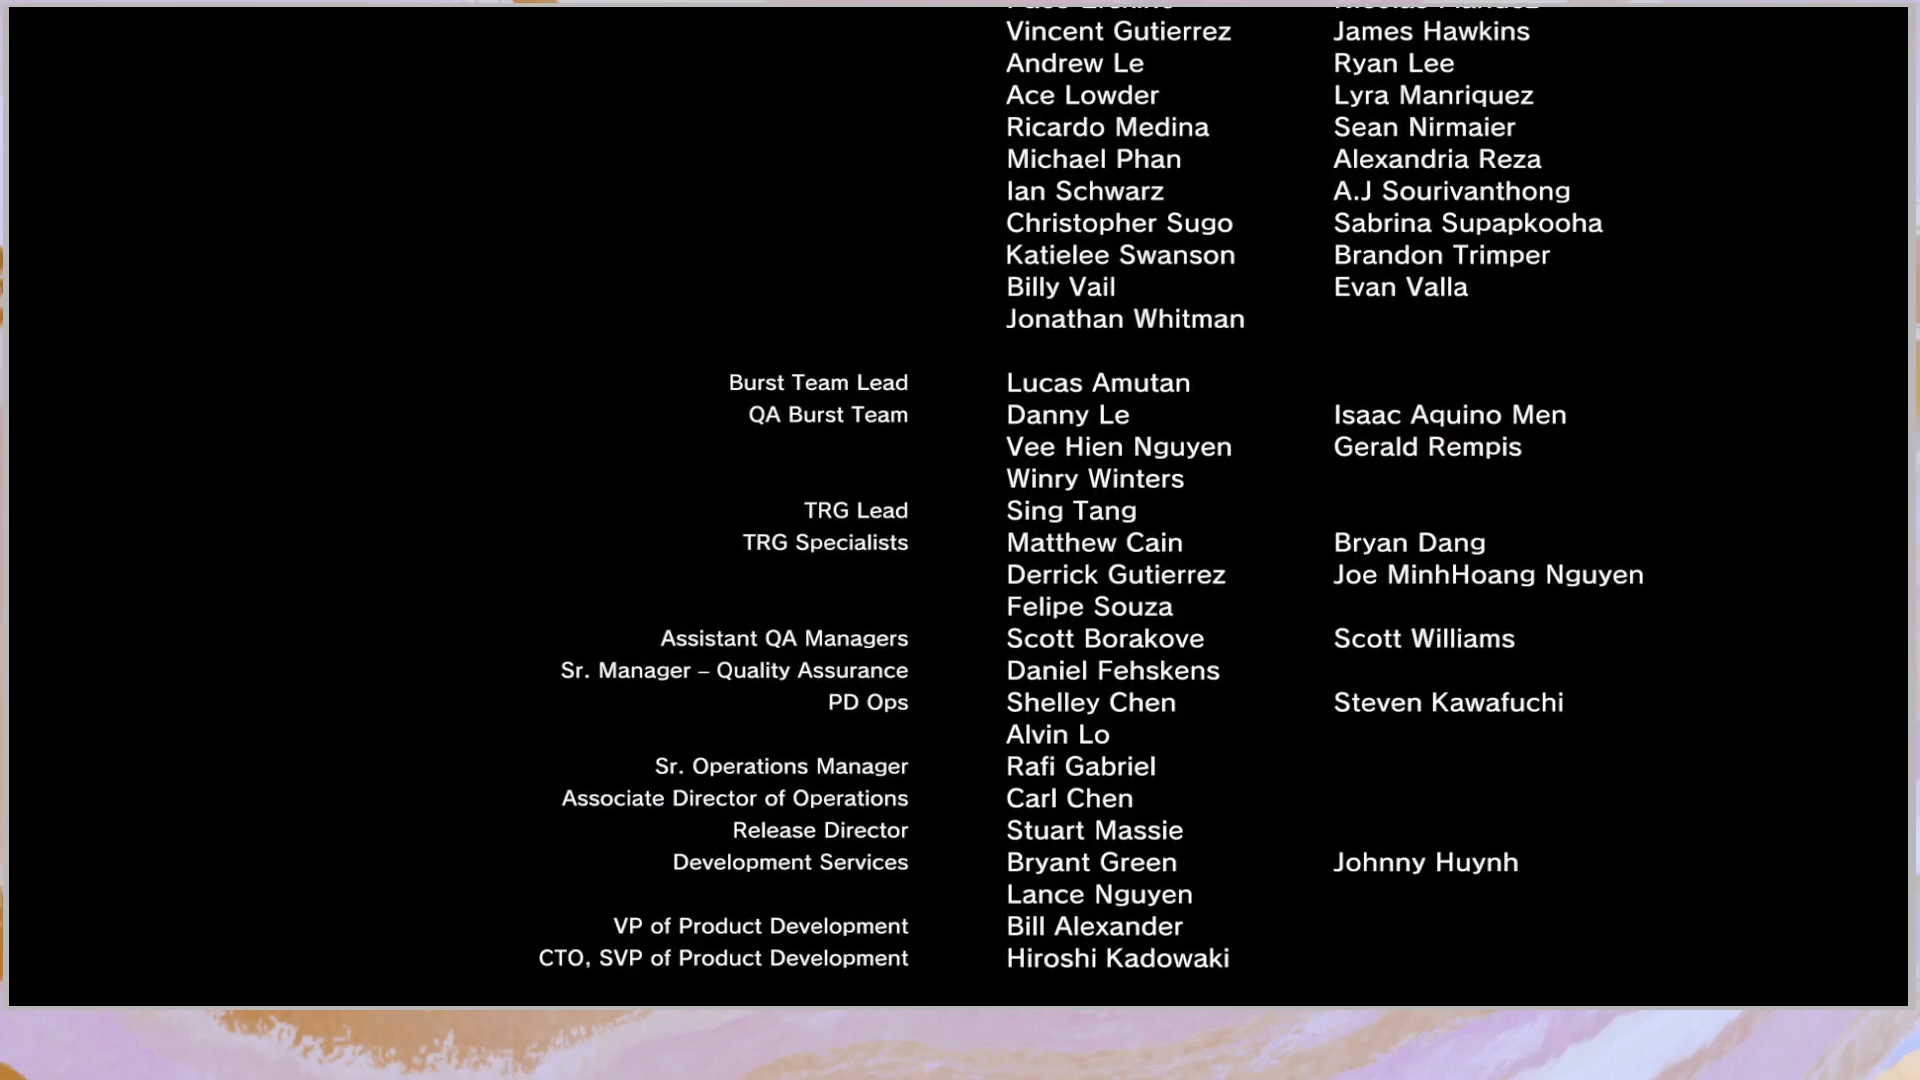 Vincent Gutierrez James Hawkins
Andrew Le Ryan Lee
Ace Lowder Lyra Manriquez
Ricardo Medina Sean Nirmaier
Michael Phan Alexandria Reza
Ian Schwarz A.J Sourivanthong
Christopher Sugo Sabrina Supapkooha
Katielee Swanson Brandon Trimper
Billy Vail Evan Valla
Jonathan Whitman
Burst Team Lead Lucas Amutan
QA Burst Team Danny Le Isaac Aquino Men
Vee Hien Nguyen Gerald Rempis
Winry Winters
TRG Lead Sing Tang
TRG Specialists Matthew Cain Bryan Dang
Derrick Gutierrez Joe MinhHoang Nguyen
Felipe Souza
Assistant QA Managers Scott Borakove Scott Williams
Sr. Manager – Quality Assurance Daniel Fehskens
PD Ops Shelley Chen Steven Kawafuchi
Alvin Lo
Sr. Operations Manager Rafi Gabriel
Associate Director of Operations Carl Chen
Release Director Stuart Massie
Development Services Bryant Green Johnny Huynh
Lance Nguyen
VP of Product Development Bill Alexander
CTO, SVP of Product Development Hiroshi Kadowaki